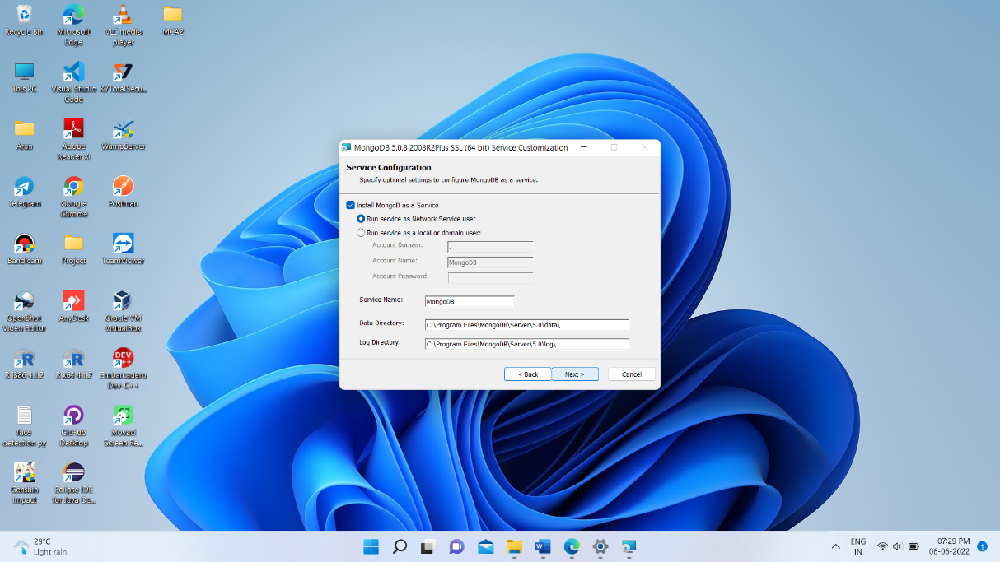 Recycle Bin
Microsoft
Edge
VLC media
player
MCA2
This PC
Visual Studio
Code
K7TotalSecu...
Arun
Adobe
Reader XI
WampServer
Telegram
Google
Chrome
Postman
Bandicam
Project
TeamViewer
OpenShot
Video Editor
AnyDesk
Oracle VM
VirtualBox
R i386 4.1.2
R x64 4.1.2
DEV
C++
Embarcadero
Dev-C++
face
detection.py
GitHub
Desktop
Movavi
Screen Re...
Genshin
Impact
Eclipse IDE
for Java De...
MongoDB 5.0.8 2008R2Plus SSL (64 bit) Service Customization
Service Configuration
Specify optional settings to configure MongoDB as a service.
Install MongoD as a Service
Run service as Network Service user
Run service as a local or domain user:
Account Domain: .
Account Name: MongoDB
Account Password:
Service Name: MongoDB
Data Directory: C:\Program Files\MongoDB\Server\5.0\data\
Log Directory: C:\Program Files\MongoDB\Server\5.0\log\
< Back Next > Cancel
29°C
Light rain
ENG
IN
07:29 PM
06-06-2022
1